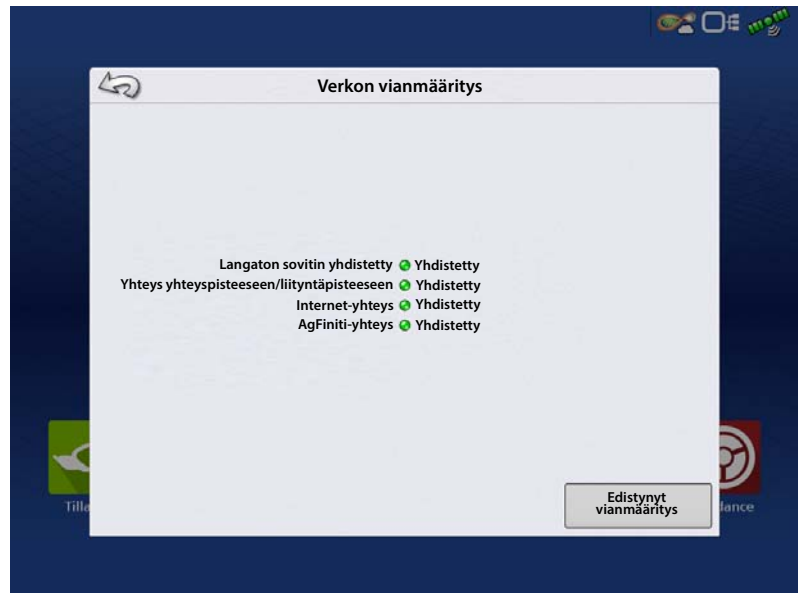 Verkon vianmääritys
Langaton sovitin yhdistetty Yhdistetty
Yhteys yhteyspisteeseen/liityntäpisteeseen Yhdistetty
Internet-yhteys Yhdistetty
AgFiniti-yhteys Yhdistetty
Edistynyt
vianmääritys